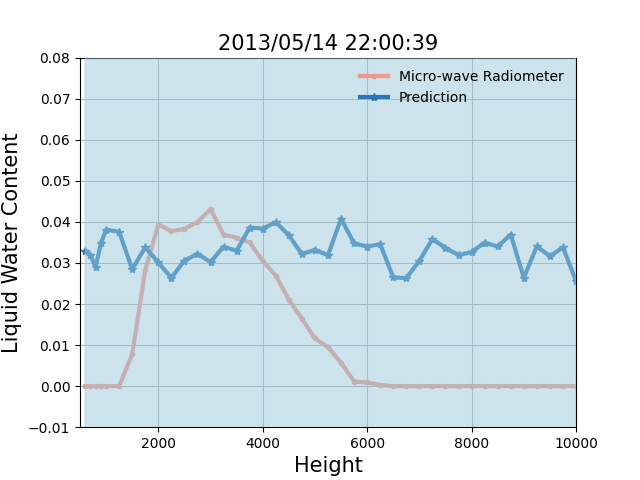 2013/05/14 22:00:39
Micro-wave Radiometer
Prediction
Liquid Water Content
0.08
0.07
0.06
0.05
0.04
0.03
0.02
0.01
0.00
−0.01
2000 4000 6000 8000 10000
Height